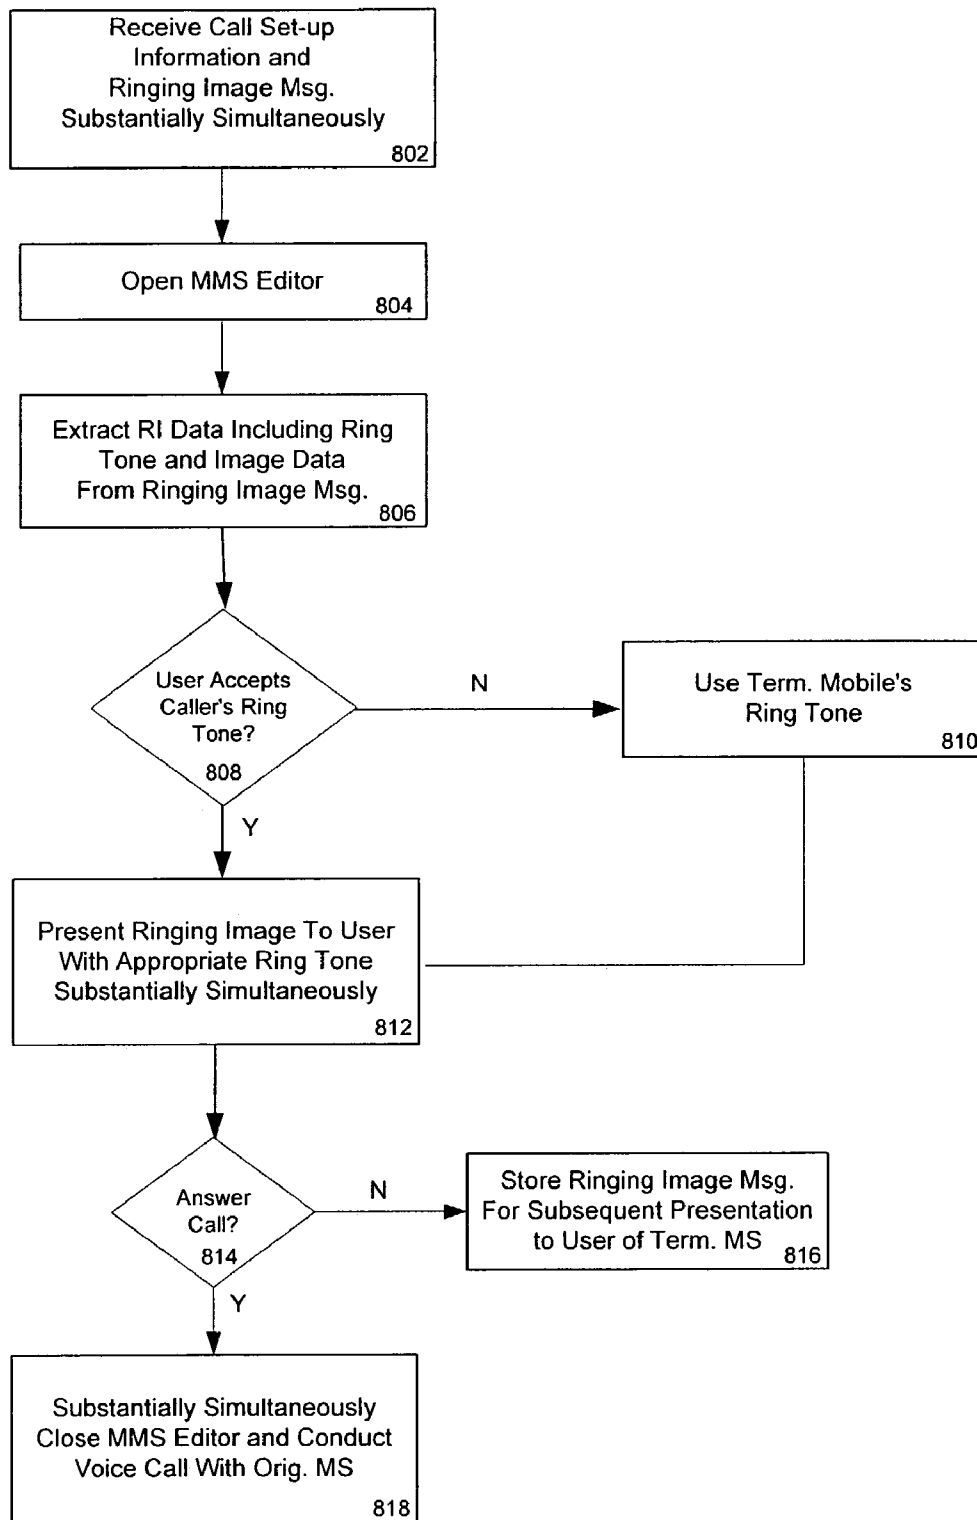 Receive Call Set-up
Information and
Ringing Image Msg.
Substantially Simultaneously
802
Open MMS Editor
804
Extract RI Data Including Ring
Tone and Image Data
From Ringing Image Msg.
806
User Accepts
Caller's Ring
Tone?
808
N
Use Term. Mobile's
Ring Tone
810
Y
Present Ringing Image To User
With Appropriate Ring Tone
Substantially Simultaneously
812
Answer
Call?
814
N
Store Ringing Image Msg.
For Subsequent Presentation
to User of Term. MS
816
Y
Substantially Simultaneously
Close MMS Editor and Conduct
Voice Call With Orig. MS
818